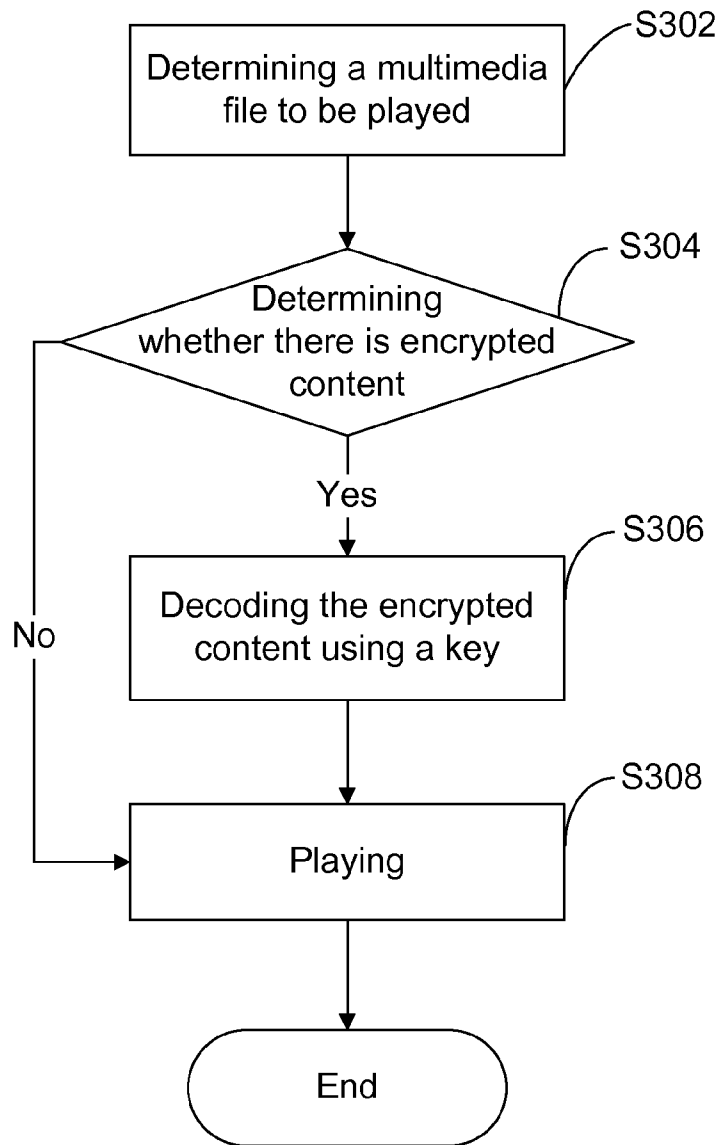 S302
Determining a multimedia
file to be played
S304
Determining
whether there is encrypted
content
Yes
S306
Decoding the encrypted
content using a key
No
S308
Playing
End